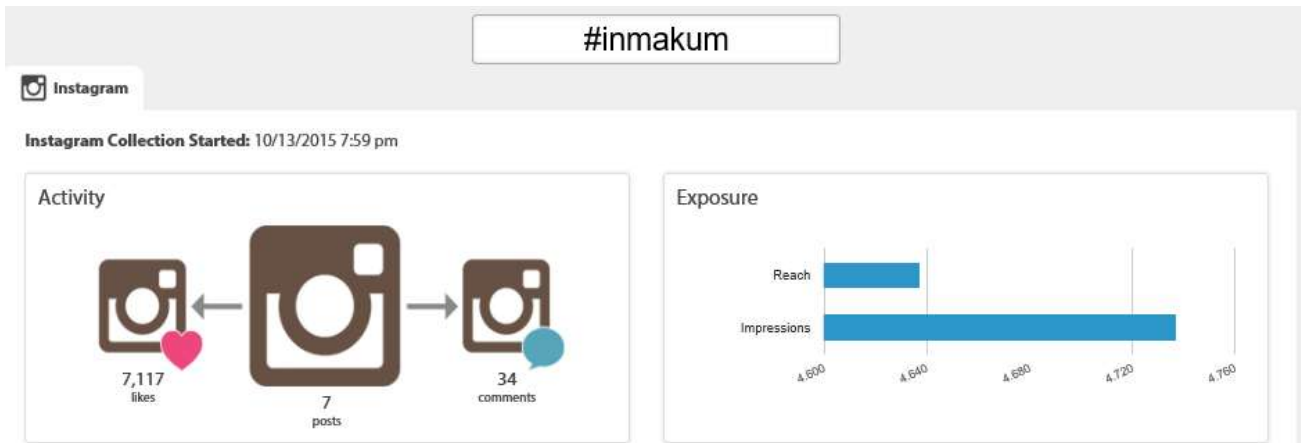 #inmakum
Instagram
Instagram Collection Started: 10/13/2015 7:59 pm
Activity
7,117
likes
7
posts
34
comments
Exposure
Reach
Impressions
4.600
4.640
4.680
4.720
4.760